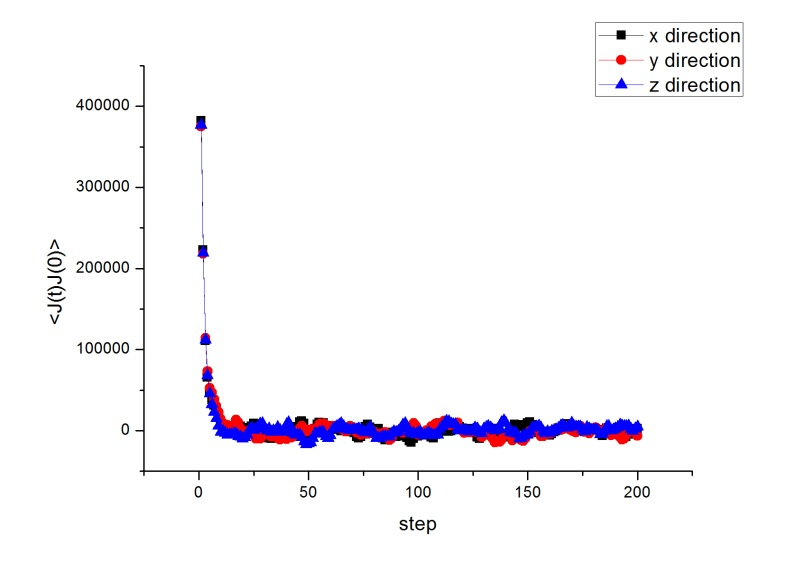 x direction
y direction
z direction
400000
300000
200000
100000
0
<J(t)J(0)>
0 50 100 150 200
step